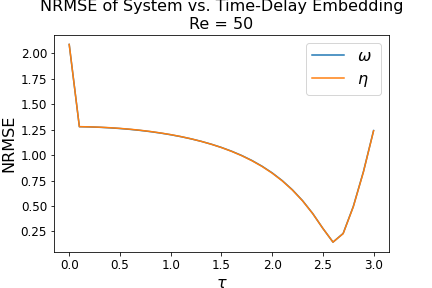 NRMSE of System vs. Time-Delay Embedding
Re = 50
ω
η
NRMSE
2.00
1.75
1.50
1.25
1.00
0.75
0.50
0.25
0.0 0.5 1.0 1.5 2.0 2.5 3.0
τ